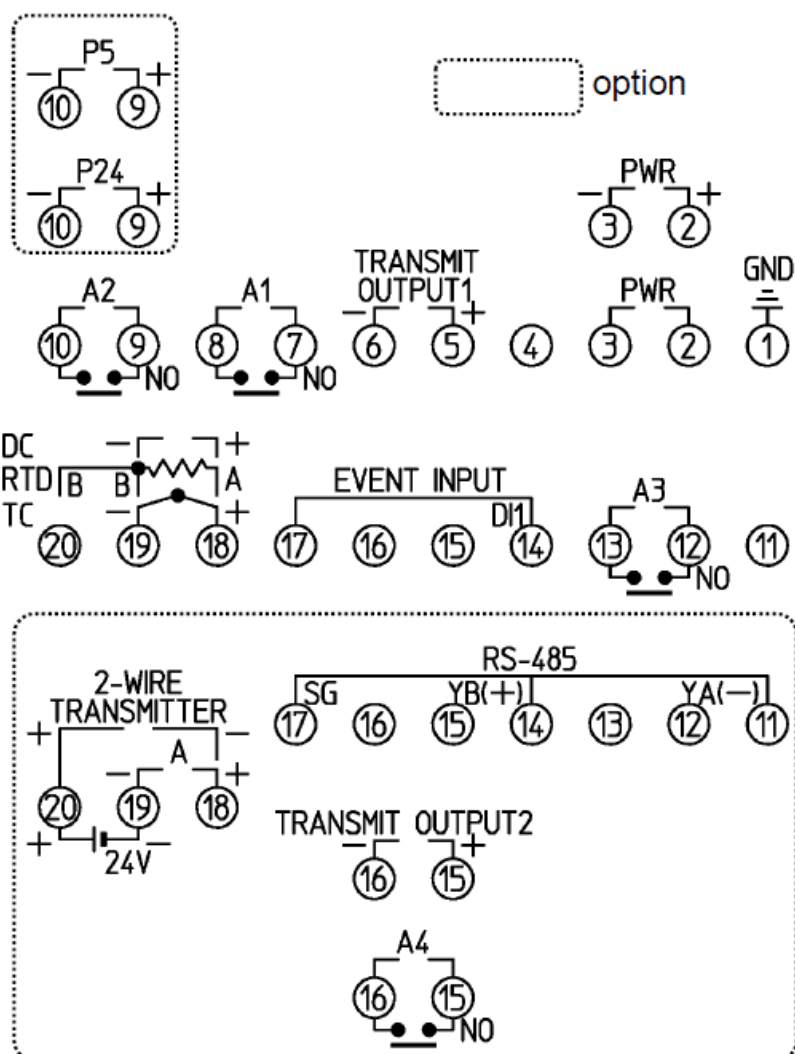 P5
− +
10 9
option
P24
− +
10 9
PWR
− +
3 2
A2
10 9
NO
A1
8 7
NO
TRANSMIT
OUTPUT1
− +
6 5
4
PWR
3 2
GND
1
DC − +
RTD B B A
TC − +
20 19 18
EVENT INPUT
DI1
17 16 15 14
A3
13 12
NO
11
2-WIRE
TRANSMITTER
+ −
A
− +
20 19 18
+ 24V −
RS-485
SG YB(+) YA(−)
17 16 15 14 13 12 11
TRANSMIT OUTPUT2
− +
16 15
A4
16 15
NO